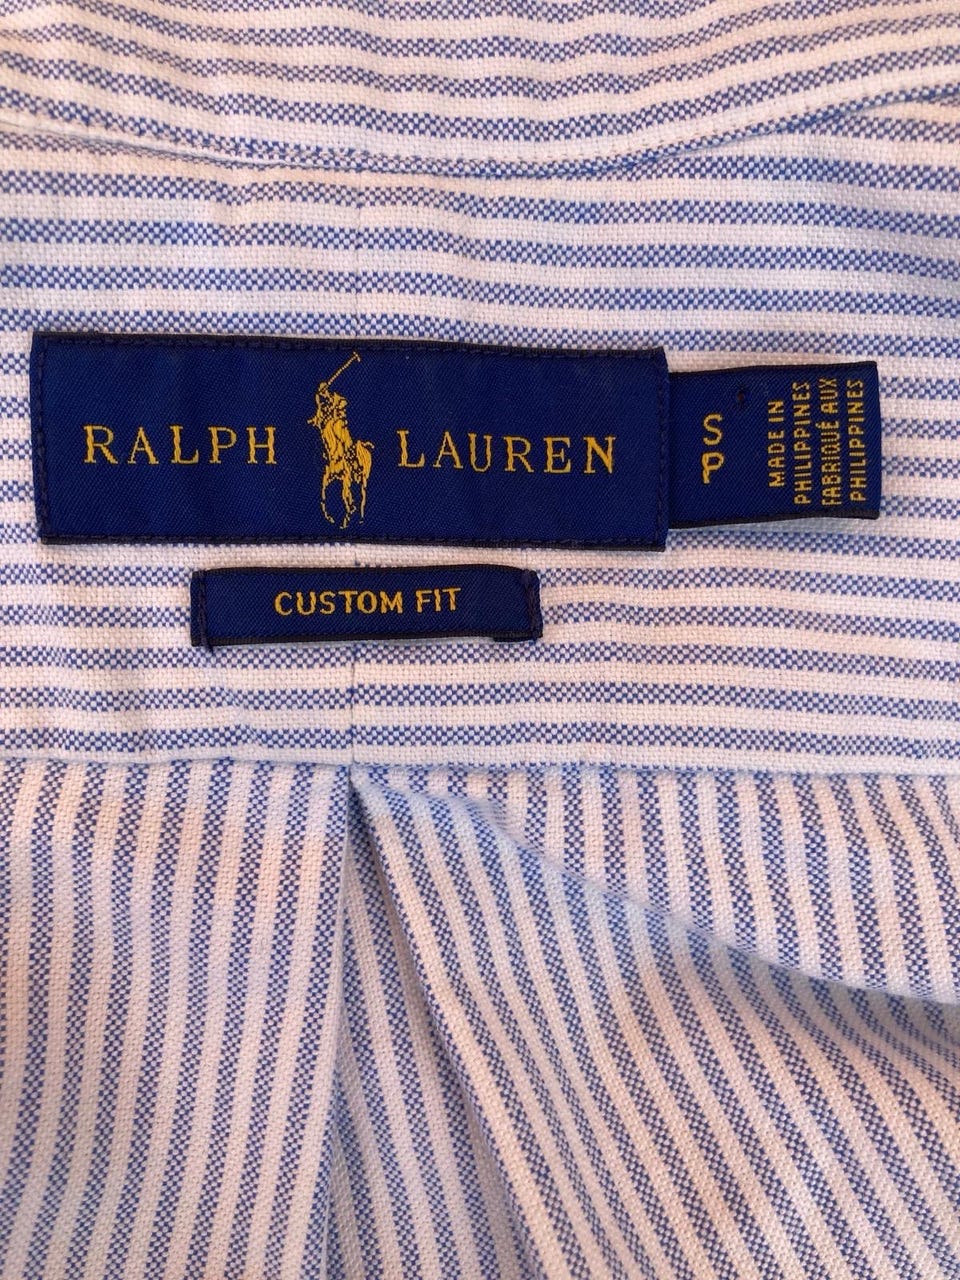 RALPH LAUREN
S
P
MADE IN
PHILIPPINES
FABRIQUÉ AUX
PHILIPPINES
CUSTOM FIT